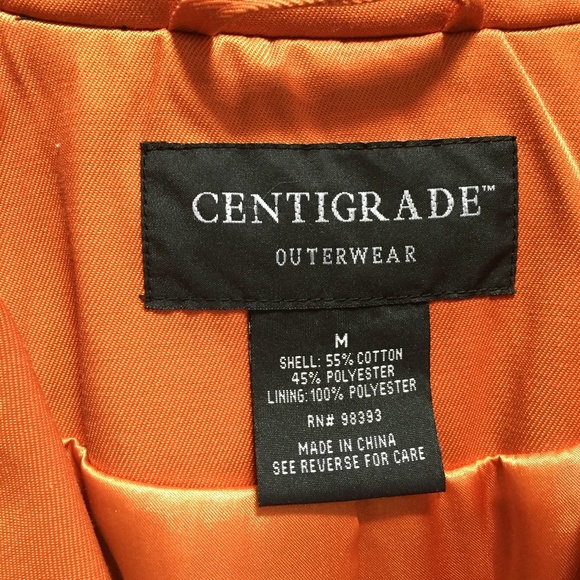 CENTIGRADE™
OUTERWEAR
M
SHELL: 55% COTTON
45% POLYESTER
LINING: 100% POLYESTER
RN# 98393
MADE IN CHINA
SEE REVERSE FOR CARE